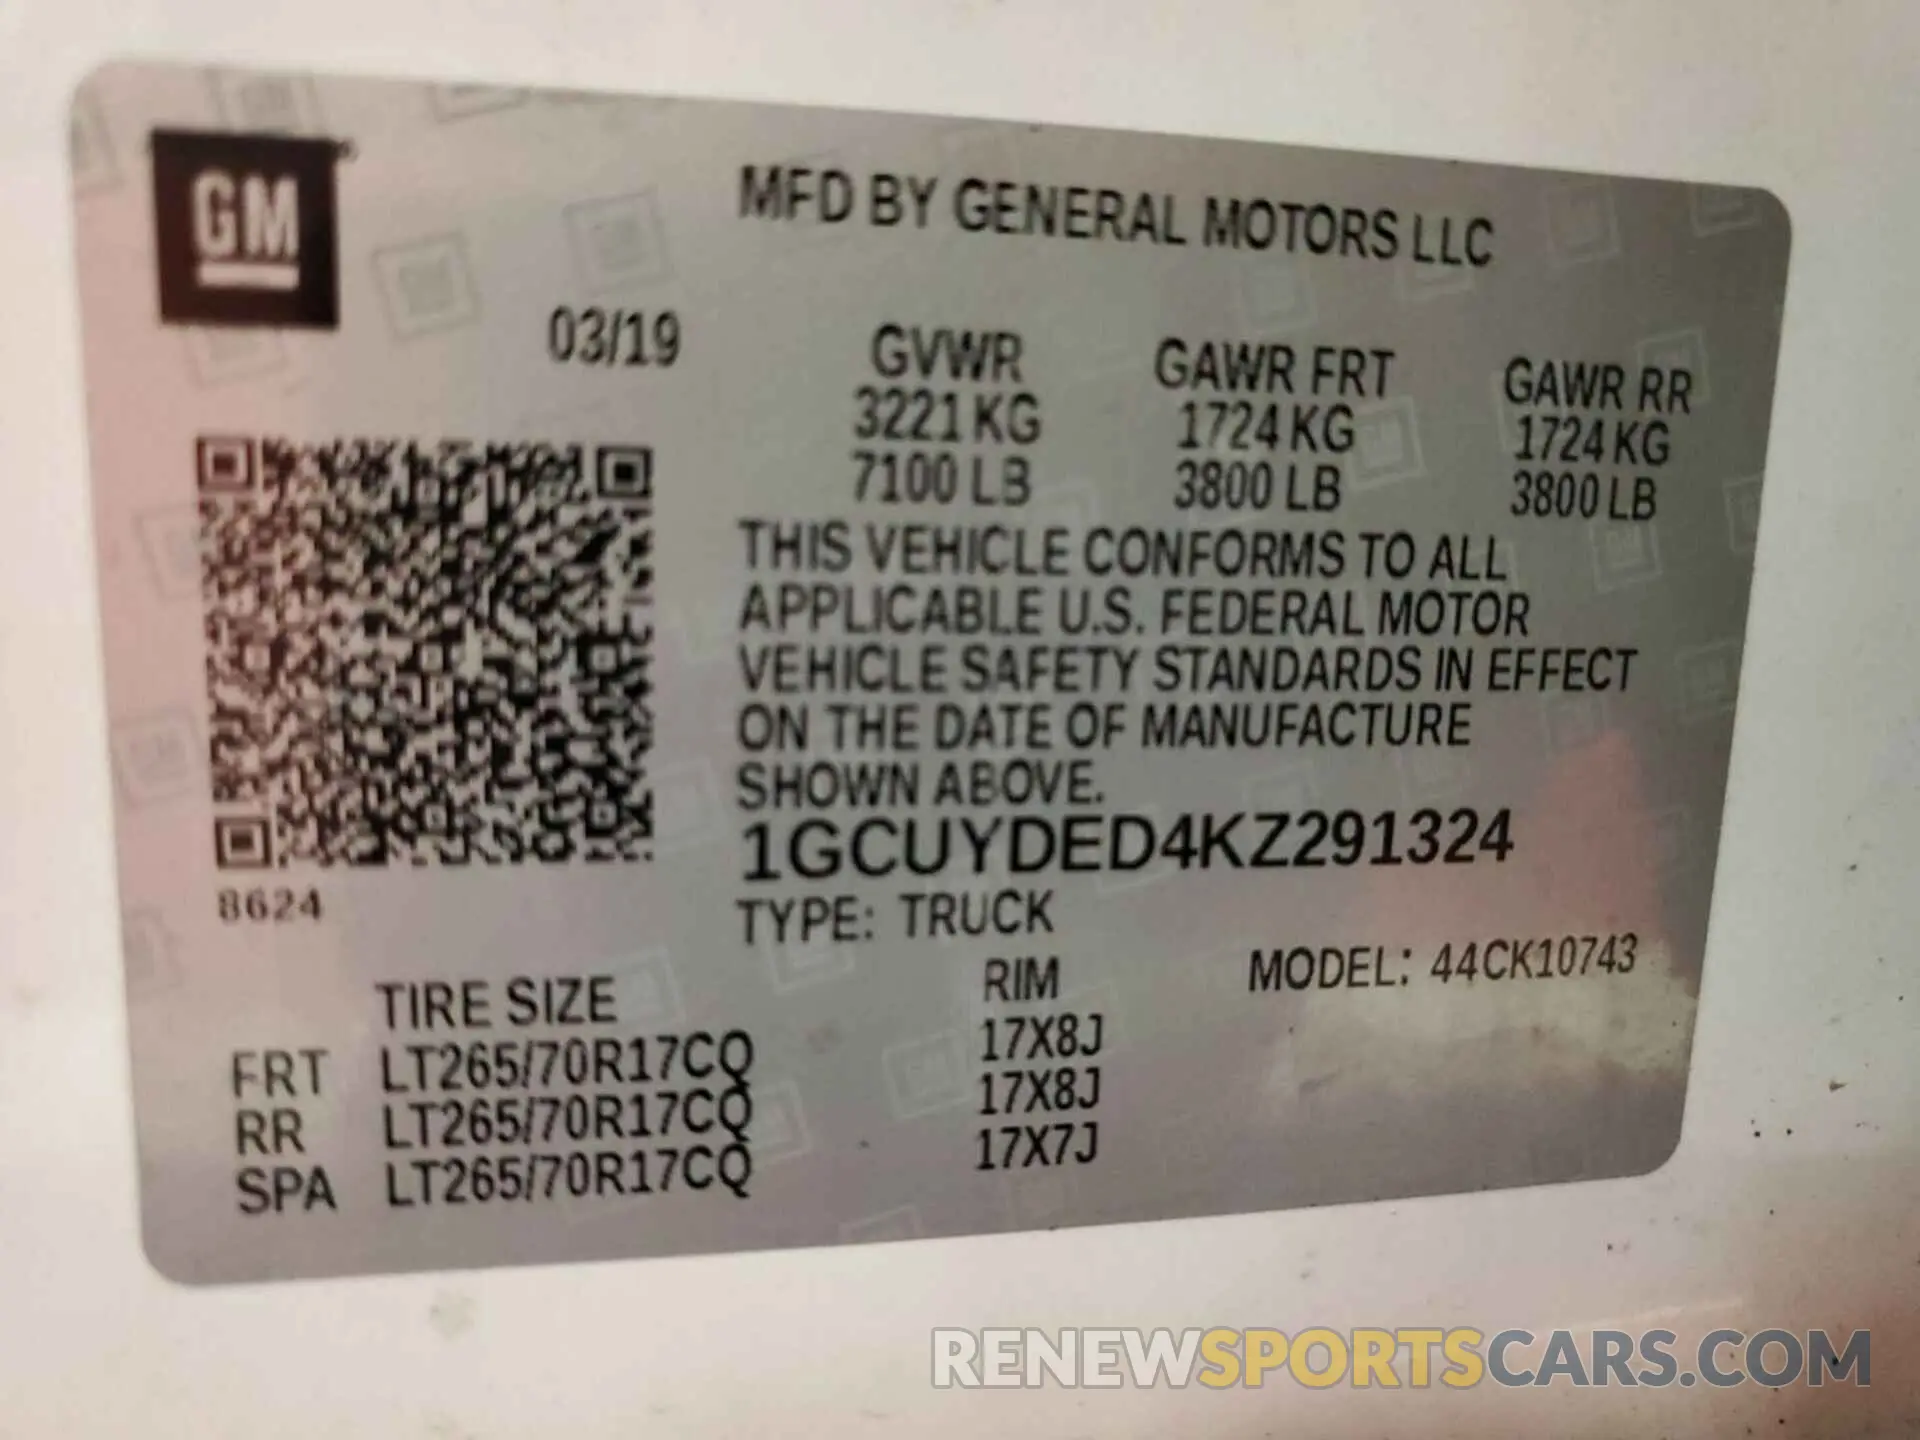 GM
MFD BY GENERAL MOTORS LLC
03/19
GVWR GAWR FRT GAWR RR
3221 KG 1724 KG 1724 KG
7100 LB 3800 LB 3800 LB
THIS VEHICLE CONFORMS TO ALL
APPLICABLE U.S. FEDERAL MOTOR
VEHICLE SAFETY STANDARDS IN EFFECT
ON THE DATE OF MANUFACTURE
SHOWN ABOVE.
1GCUYDED4KZ291324
8624
TYPE: TRUCK
MODEL: 44CK10743
TIRE SIZE RIM
FRT LT265/70R17CQ 17X8J
RR LT265/70R17CQ 17X8J
SPA LT265/70R17CQ 17X7J
RENEWSPORTSCARS.COM